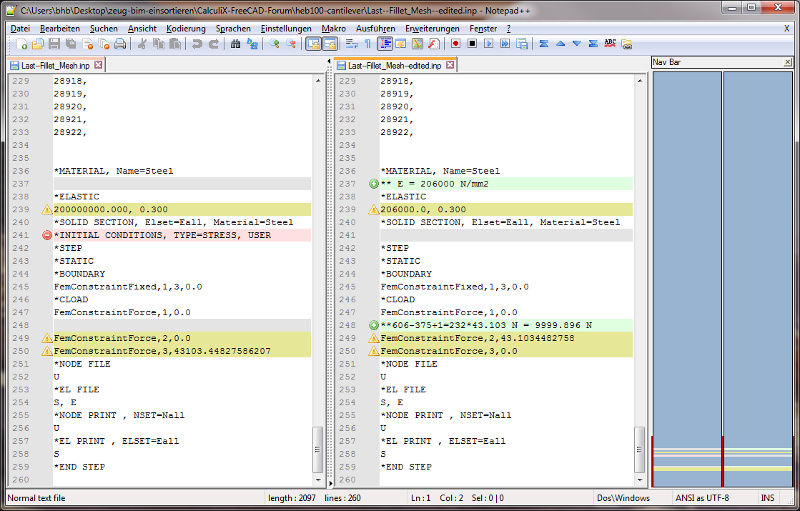 C:\Users\bhb\Desktop\zeug-bim-einsortieren\CalculiX-FreeCAD-Forum\heb100-cantilever\Last--Fillet_Mesh--edited.inp - Notepad++
Datei Bearbeiten Suchen Ansicht Kodierung Sprachen Einstellungen Makro Ausführen Erweiterungen Fenster ? X
Last--Fillet_Mesh.inp
229 28918,
230 28919,
231 28920,
232 28921,
233 28922,
234
235
236 *MATERIAL, Name=Steel
237
238 *ELASTIC
239 200000000.000, 0.300
240 *SOLID SECTION, Elset=Eall, Material=Steel
241 *INITIAL CONDITIONS, TYPE=STRESS, USER
242 *STEP
243 *STATIC
244 *BOUNDARY
245 FemConstraintFixed,1,3,0.0
246 *CLOAD
247 FemConstraintForce,1,0.0
248
249 FemConstraintForce,2,0.0
250 FemConstraintForce,3,43103.44827586207
251 *NODE FILE
252 U
253 *EL FILE
254 S, E
255 *NODE PRINT , NSET=Nall
256 U
257 *EL PRINT , ELSET=Eall
258 S
259 *END STEP
260
Last--Fillet_Mesh--edited.inp
229 28918,
230 28919,
231 28920,
232 28921,
233 28922,
234
235
236 *MATERIAL, Name=Steel
237 ** E = 206000 N/mm2
238 *ELASTIC
239 206000.0, 0.300
240 *SOLID SECTION, Elset=Eall, Material=Steel
241
242 *STEP
243 *STATIC
244 *BOUNDARY
245 FemConstraintFixed,1,3,0.0
246 *CLOAD
247 FemConstraintForce,1,0.0
248 **606-375+1=232*43.103 N = 9999.896 N
249 FemConstraintForce,2,43.1034482758
250 FemConstraintForce,3,0.0
251 *NODE FILE
252 U
253 *EL FILE
254 S, E
255 *NODE PRINT , NSET=Nall
256 U
257 *EL PRINT , ELSET=Eall
258 S
259 *END STEP
260
Nav Bar
Normal text file length : 2097 lines : 260 Ln : 1 Col : 2 Sel : 0 | 0 Dos\Windows ANSI as UTF-8 INS